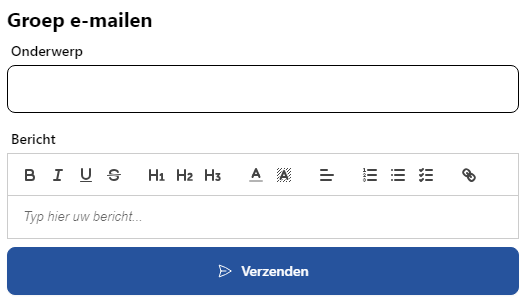 Groep e-mailen
Onderwerp
Bericht
B I U S H1 H2 H3 A A
Typ hier uw bericht...
Verzenden